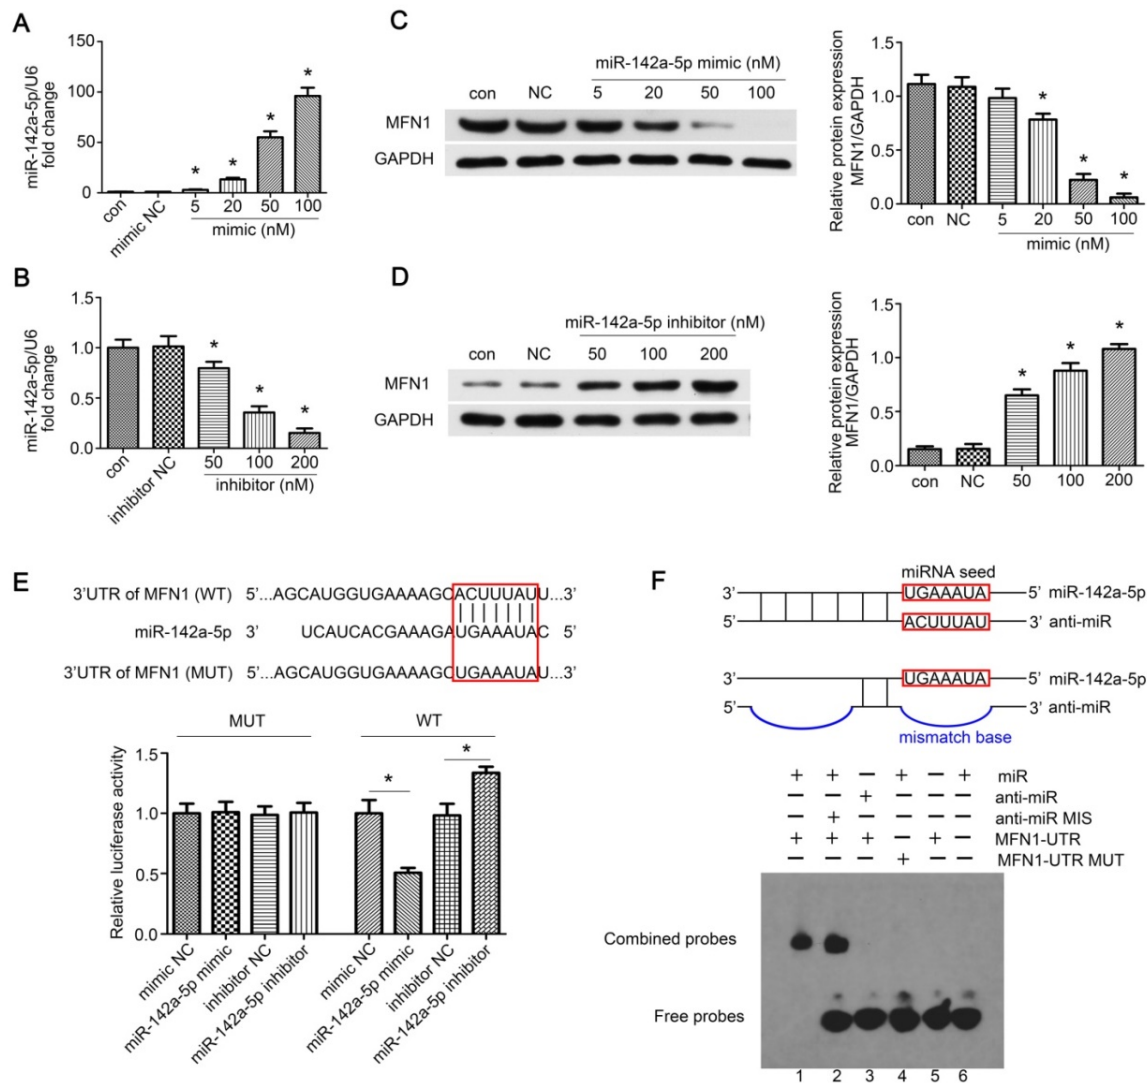 A
miR-142a-5p/U6
fold change
150
100
50
0
*
*
*
*
con
mimic NC
5
20
50
100
mimic (nM)
C
miR-142a-5p mimic (nM)
con NC 5 20 50 100
MFN1
GAPDH
Relative protein expression
MFN1/GAPDH
1.5
1.0
0.5
0.0
*
*
*
con NC 5 20 50 100
mimic (nM)
B
miR-142a-5p/U6
fold change
1.5
1.0
0.5
0.0
*
*
*
con
inhibitor NC
50
100
200
inhibitor (nM)
D
miR-142a-5p inhibitor (nM)
con NC 50 100 200
MFN1
GAPDH
Relative protein expression
MFN1/GAPDH
1.5
1.0
0.5
0.0
*
*
*
con NC 50 100 200
E
3'UTR of MFN1 (WT) 5'...AGCAUGGUGAAAAGCACUUUAUU...3'
miR-142a-5p 3' UCAUCACGAAAGAUGAAAUAC 5'
3'UTR of MFN1 (MUT) 5'...AGCAUGGUGAAAAGCUGAAAUAU...3'
MUT WT
Relative luciferase activity
1.5
1.0
0.5
0.0
*
*
mimic NC
miR-142a-5p mimic
inhibitor NC
miR-142a-5p inhibitor
mimic NC
miR-142a-5p mimic
inhibitor NC
miR-142a-5p inhibitor
F
miRNA seed
3' UGAAAUA 5' miR-142a-5p
5' ACUUUAU 3' anti-miR
3' UGAAAUA 5' miR-142a-5p
5' 3' anti-miR
mismatch base
+ + − + − + miR
− − + − − − anti-miR
− + − − − − anti-miR MIS
+ + + − + − MFN1-UTR
− − − + − − MFN1-UTR MUT
Combined probes
Free probes
1 2 3 4 5 6